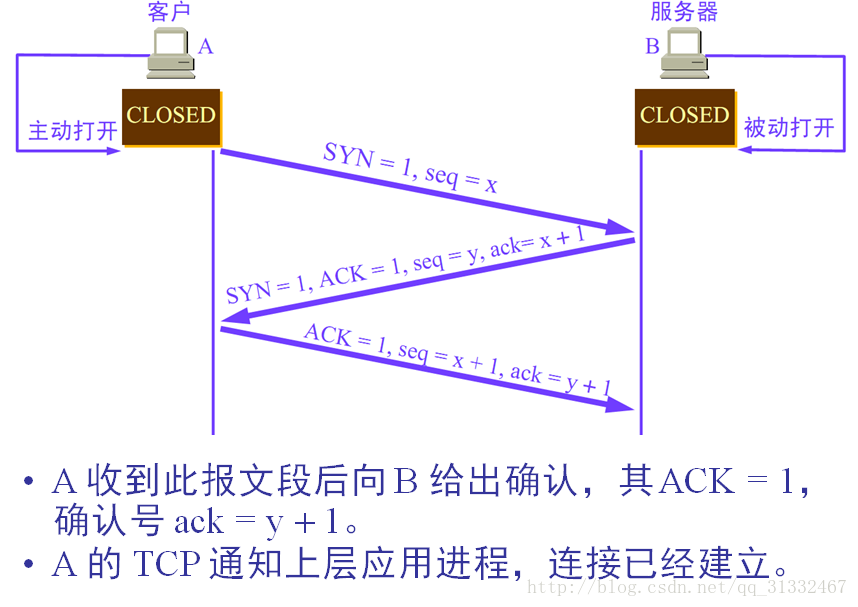 客户
服务器
A
B
CLOSED
CLOSED
主动打开
被动打开
SYN = 1, seq = x
SYN = 1, ACK = 1, seq = y, ack= x + 1
ACK = 1, seq = x + 1, ack = y + 1
• A 收到此报文段后向 B 给出确认，其 ACK = 1，
确认号 ack = y + 1。
• A 的 TCP 通知上层应用进程，连接已经建立。
http://blog.csdn.net/qq_31332467